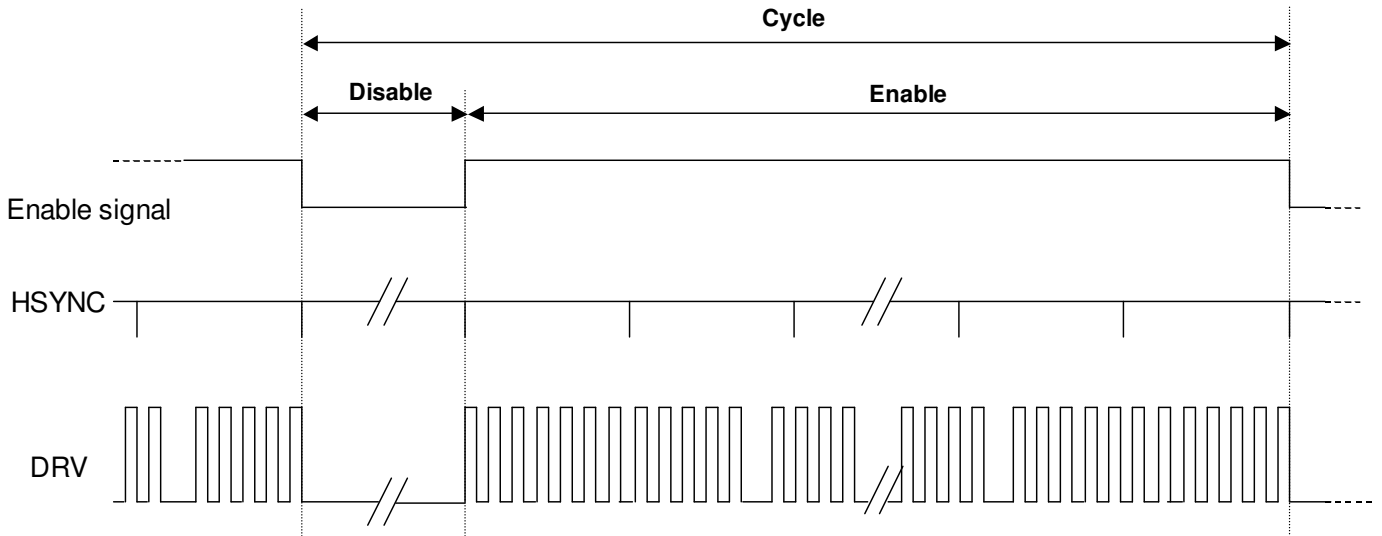 Cycle
Disable
Enable
Enable signal
HSYNC
DRV